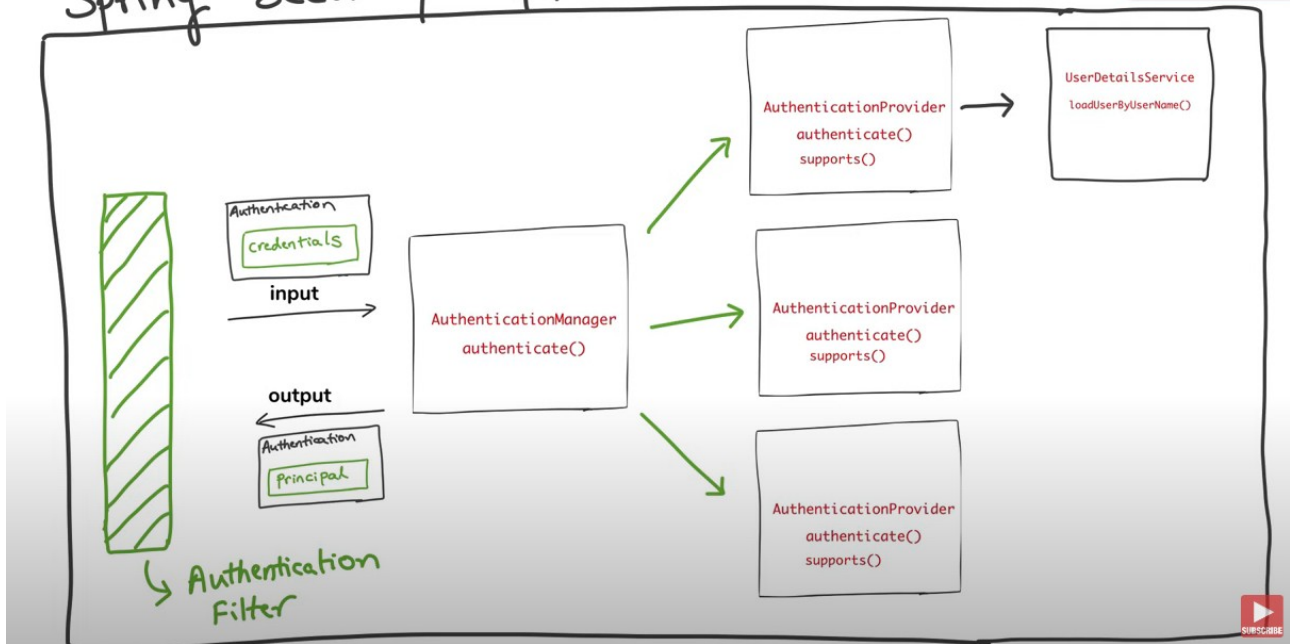 Spring
AuthenticationProvider
authenticate()
supports()
UserDetailsService
loadUserByUserName()
Authentication
credentials
input
AuthenticationManager
authenticate()
AuthenticationProvider
authenticate()
supports()
output
Authentication
Principal
AuthenticationProvider
authenticate()
supports()
Authentication
Filter
SUBSCRIBE